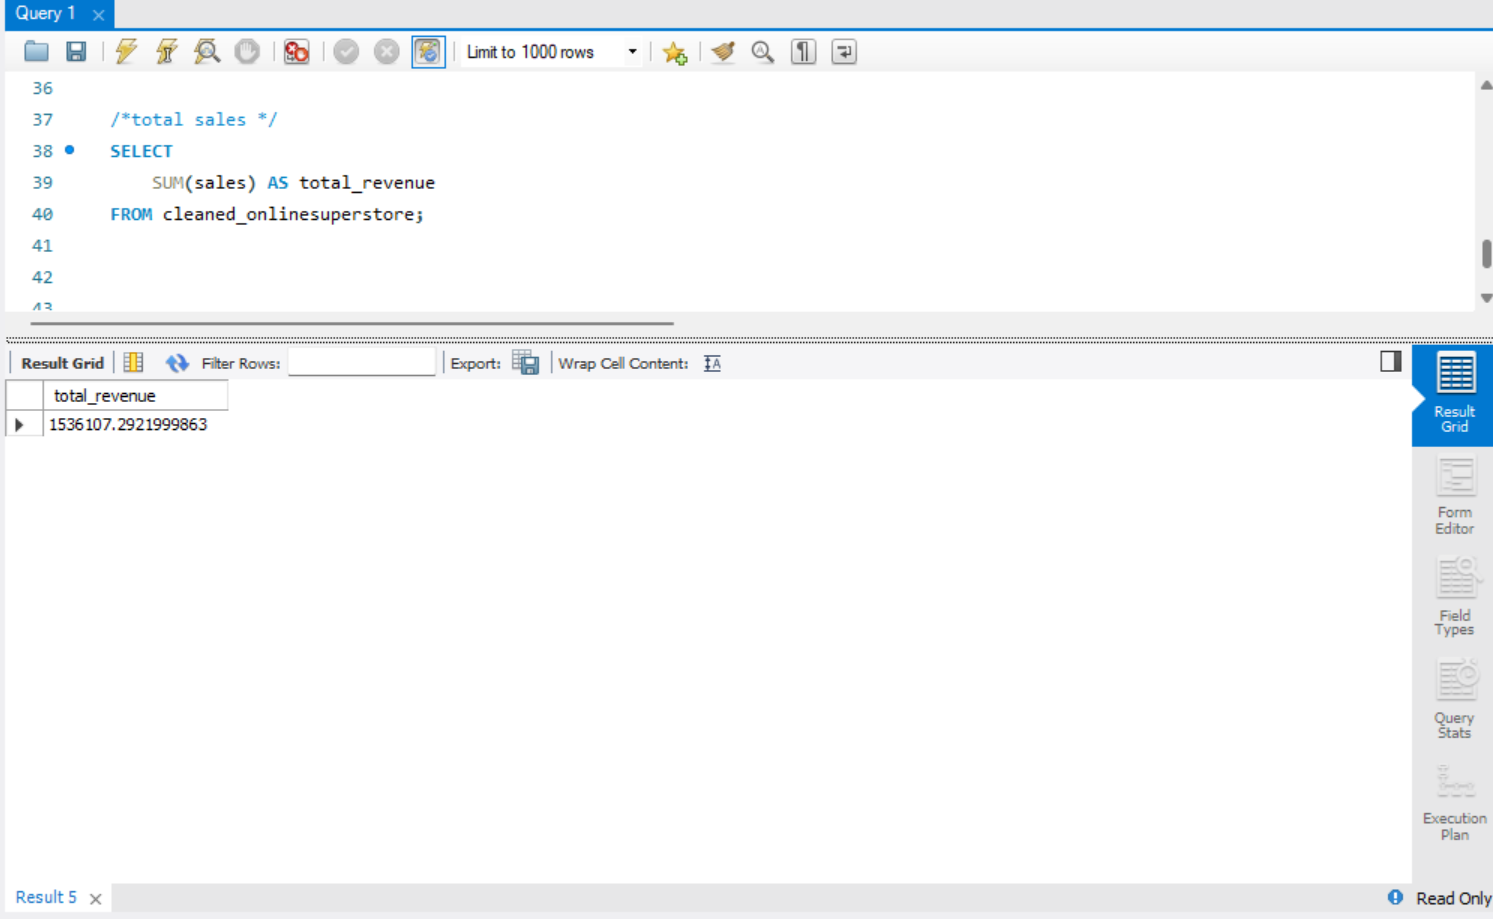 Query 1
Limit to 1000 rows
36
37 /*total sales */
38 SELECT
39 SUM(sales) AS total_revenue
40 FROM cleaned_onlinesuperstore;
41
42
43
Result Grid Filter Rows: Export: Wrap Cell Content:
total_revenue
1536107.2921999863
Result
Grid
Form
Editor
Field
Types
Query
Stats
Execution
Plan
Result 5
Read Only